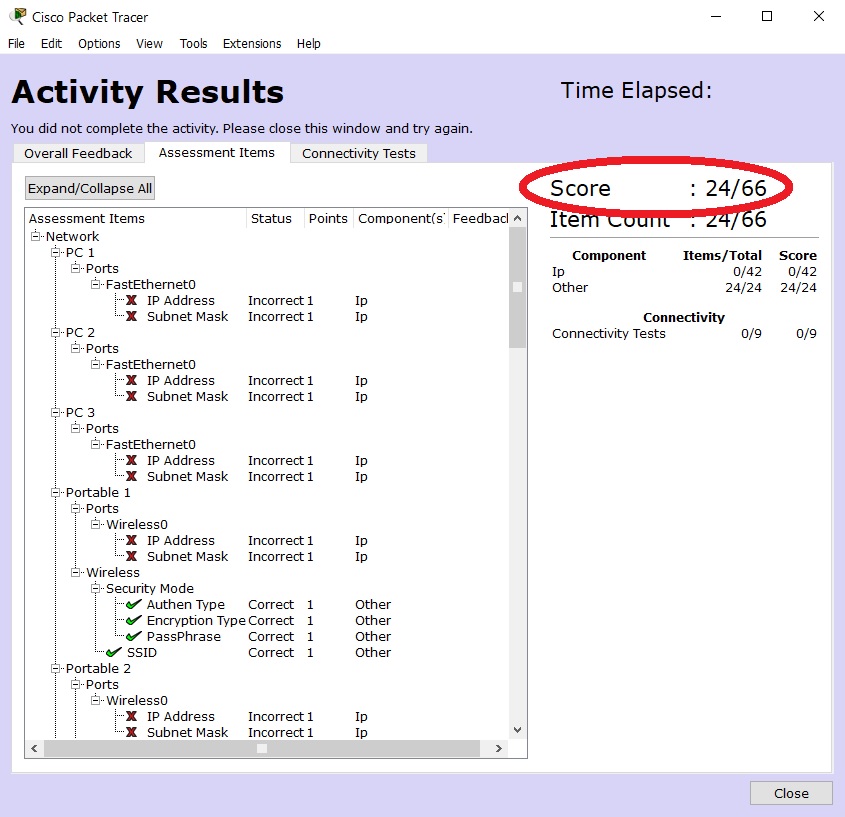 Cisco Packet Tracer
File Edit Options View Tools Extensions Help
Activity Results
Time Elapsed:
You did not complete the activity. Please close this window and try again.
Overall Feedback Assessment Items Connectivity Tests
Expand/Collapse All
Assessment Items Status Points Component(s' Feedbac
Network
PC 1
Ports
FastEthernet0
IP Address Incorrect 1 Ip
Subnet Mask Incorrect 1 Ip
PC 2
Ports
FastEthernet0
IP Address Incorrect 1 Ip
Subnet Mask Incorrect 1 Ip
PC 3
Ports
FastEthernet0
IP Address Incorrect 1 Ip
Subnet Mask Incorrect 1 Ip
Portable 1
Ports
Wireless0
IP Address Incorrect 1 Ip
Subnet Mask Incorrect 1 Ip
Wireless
Security Mode
Authen Type Correct 1 Other
Encryption Type Correct 1 Other
PassPhrase Correct 1 Other
SSID Correct 1 Other
Portable 2
Ports
Wireless0
IP Address Incorrect 1 Ip
Subnet Mask Incorrect 1 Ip
Score : 24/66
Item Count : 24/66
Component Items/Total Score
Ip 0/42 0/42
Other 24/24 24/24
Connectivity
Connectivity Tests 0/9 0/9
Close